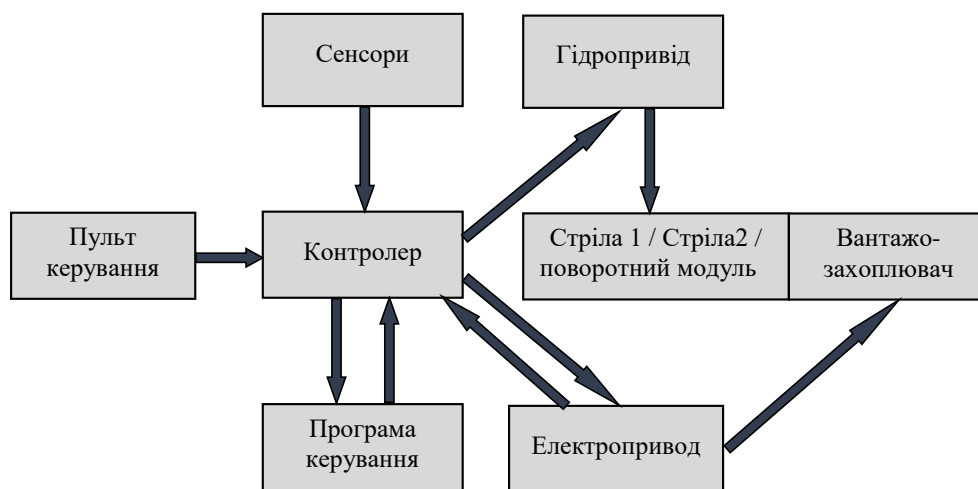 Сенсори
Гідропривід
Пульт
керування
Контролер
Стріла 1 / Стріла2 /
поворотний модуль
Вантажо-
захоплювач
Програма
керування
Електропривод